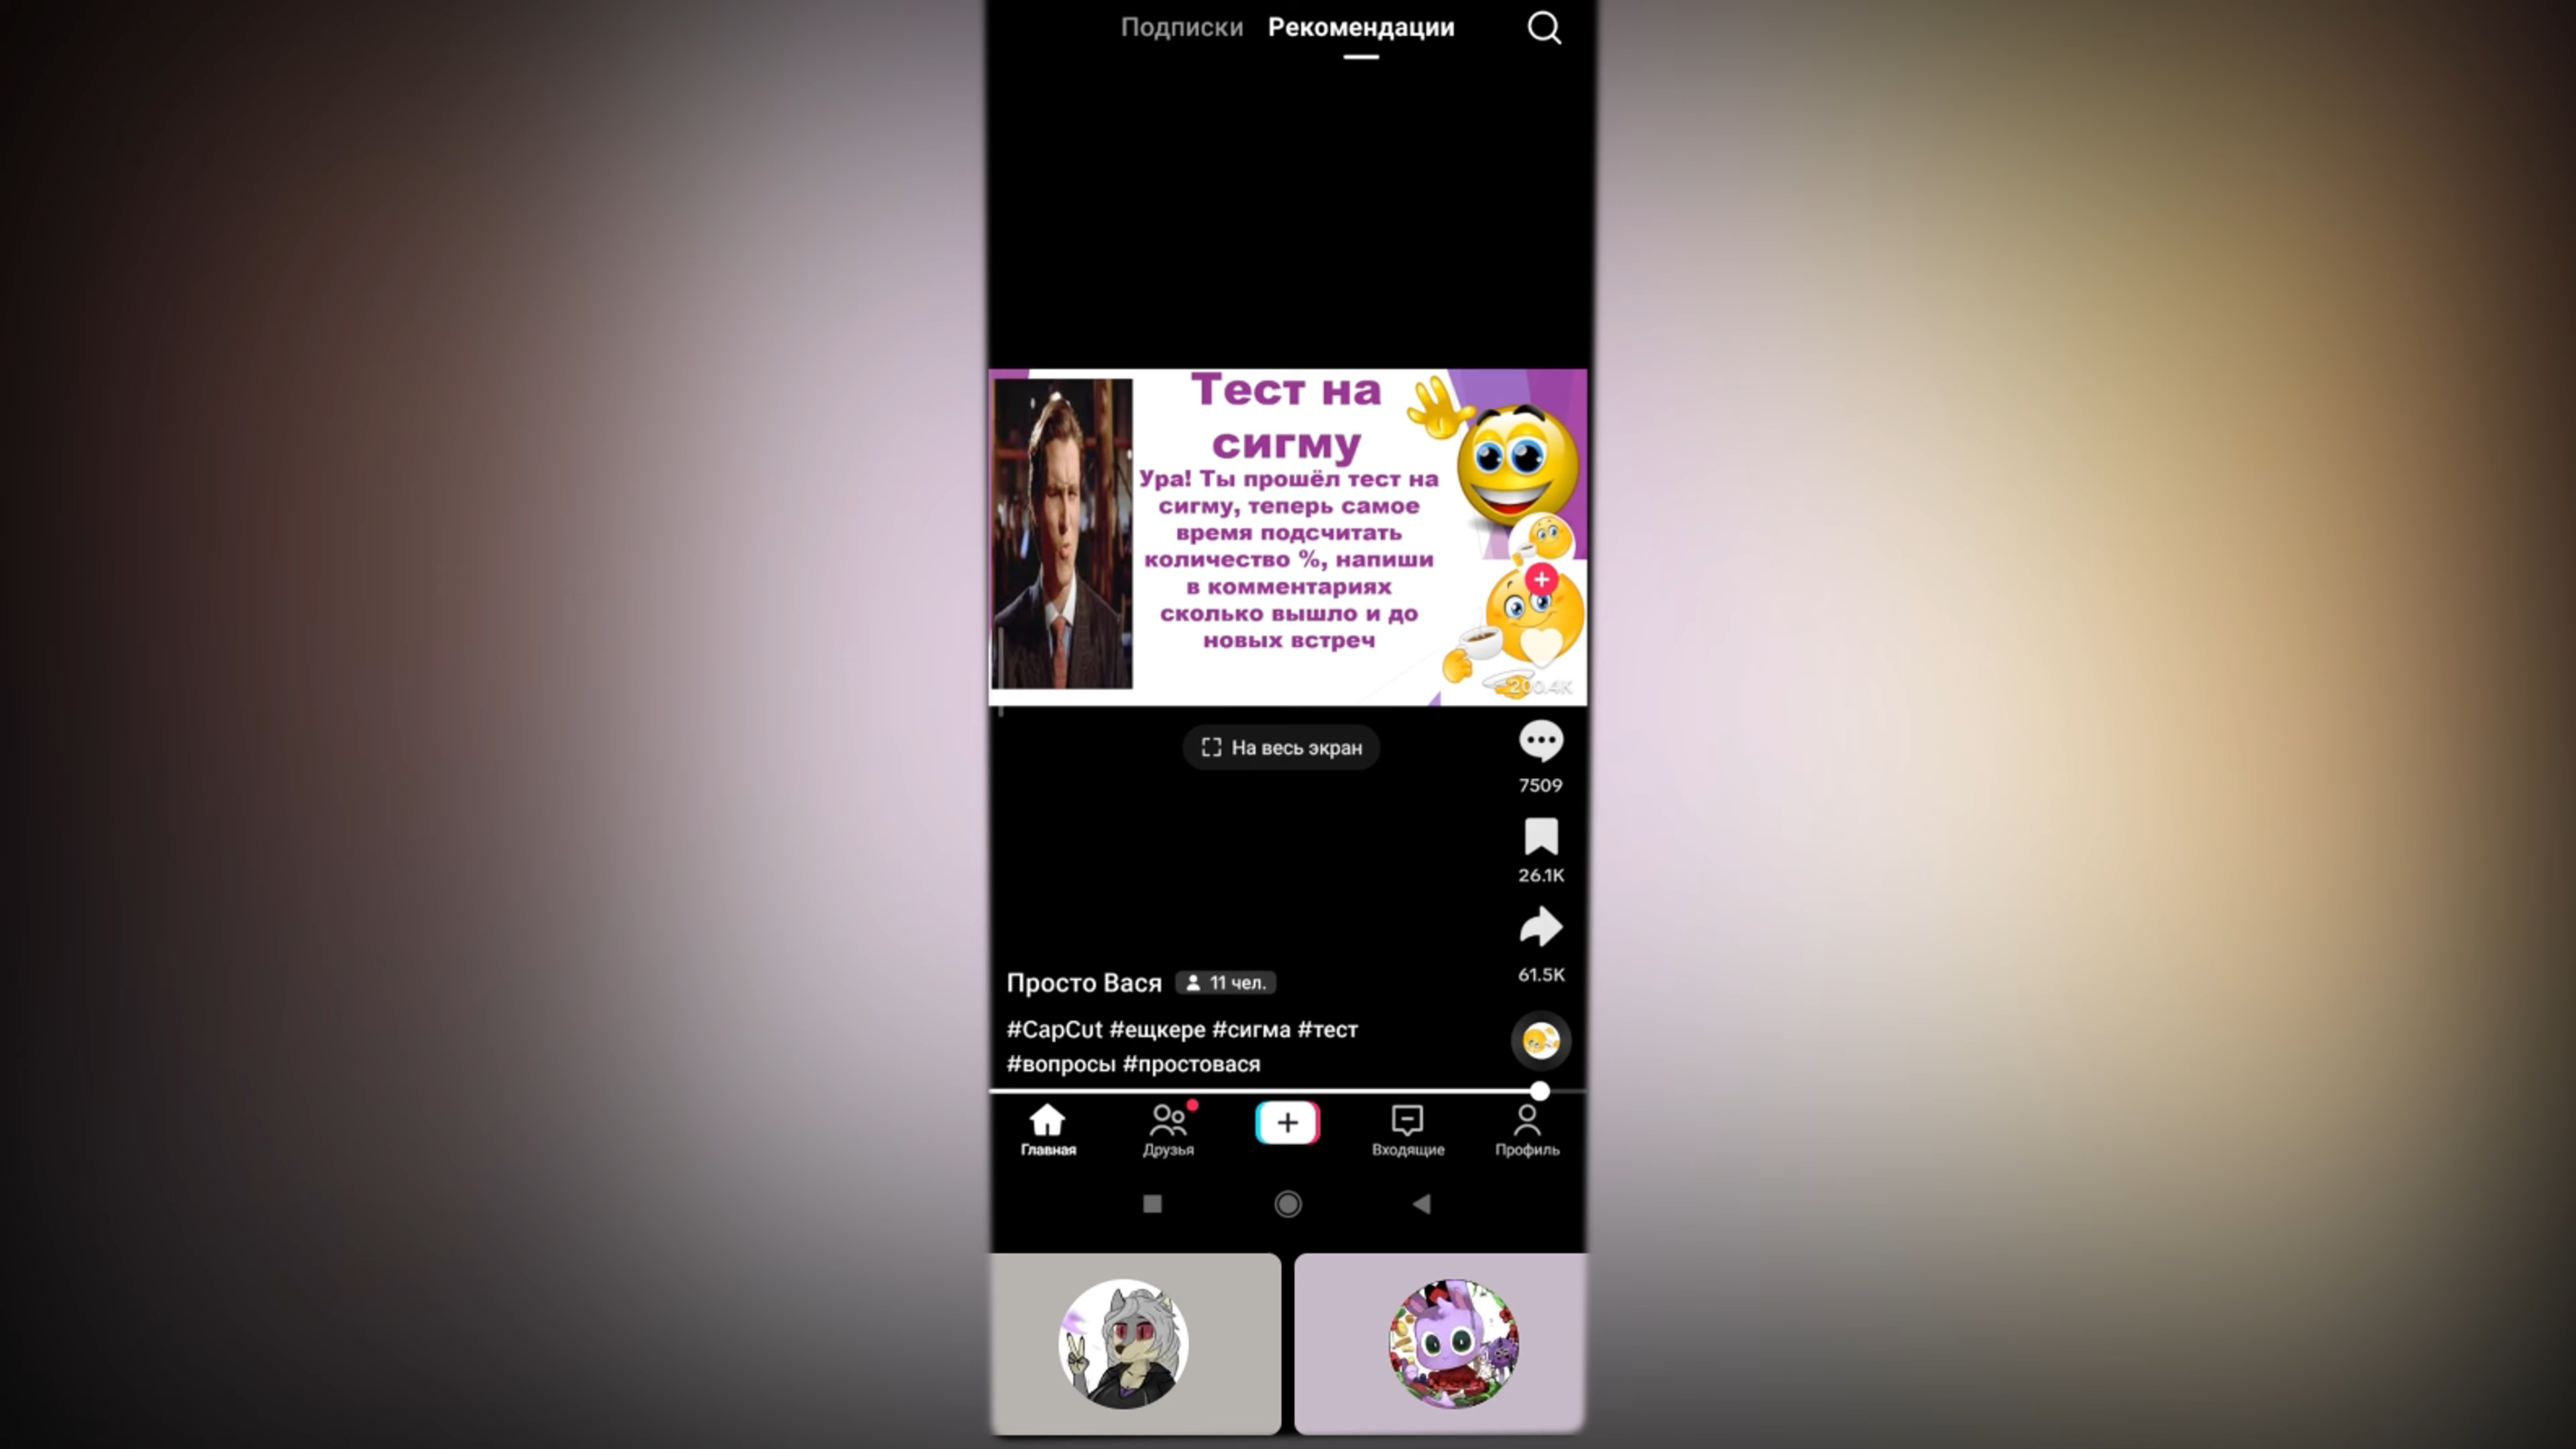 Подписки Рекомендации
Тест на
сигму
Ура! Ты прошёл тест на
сигму, теперь самое
время подсчитать
количество %, напиши
в комментариях
сколько вышло и до
новых встреч
200.4K
На весь экран
7509
26.1K
61.5K
Просто Вася 11 чел.
#CapCut #ещкере #сигма #тест
#вопросы #простовася
Главная Друзья Входящие Профиль